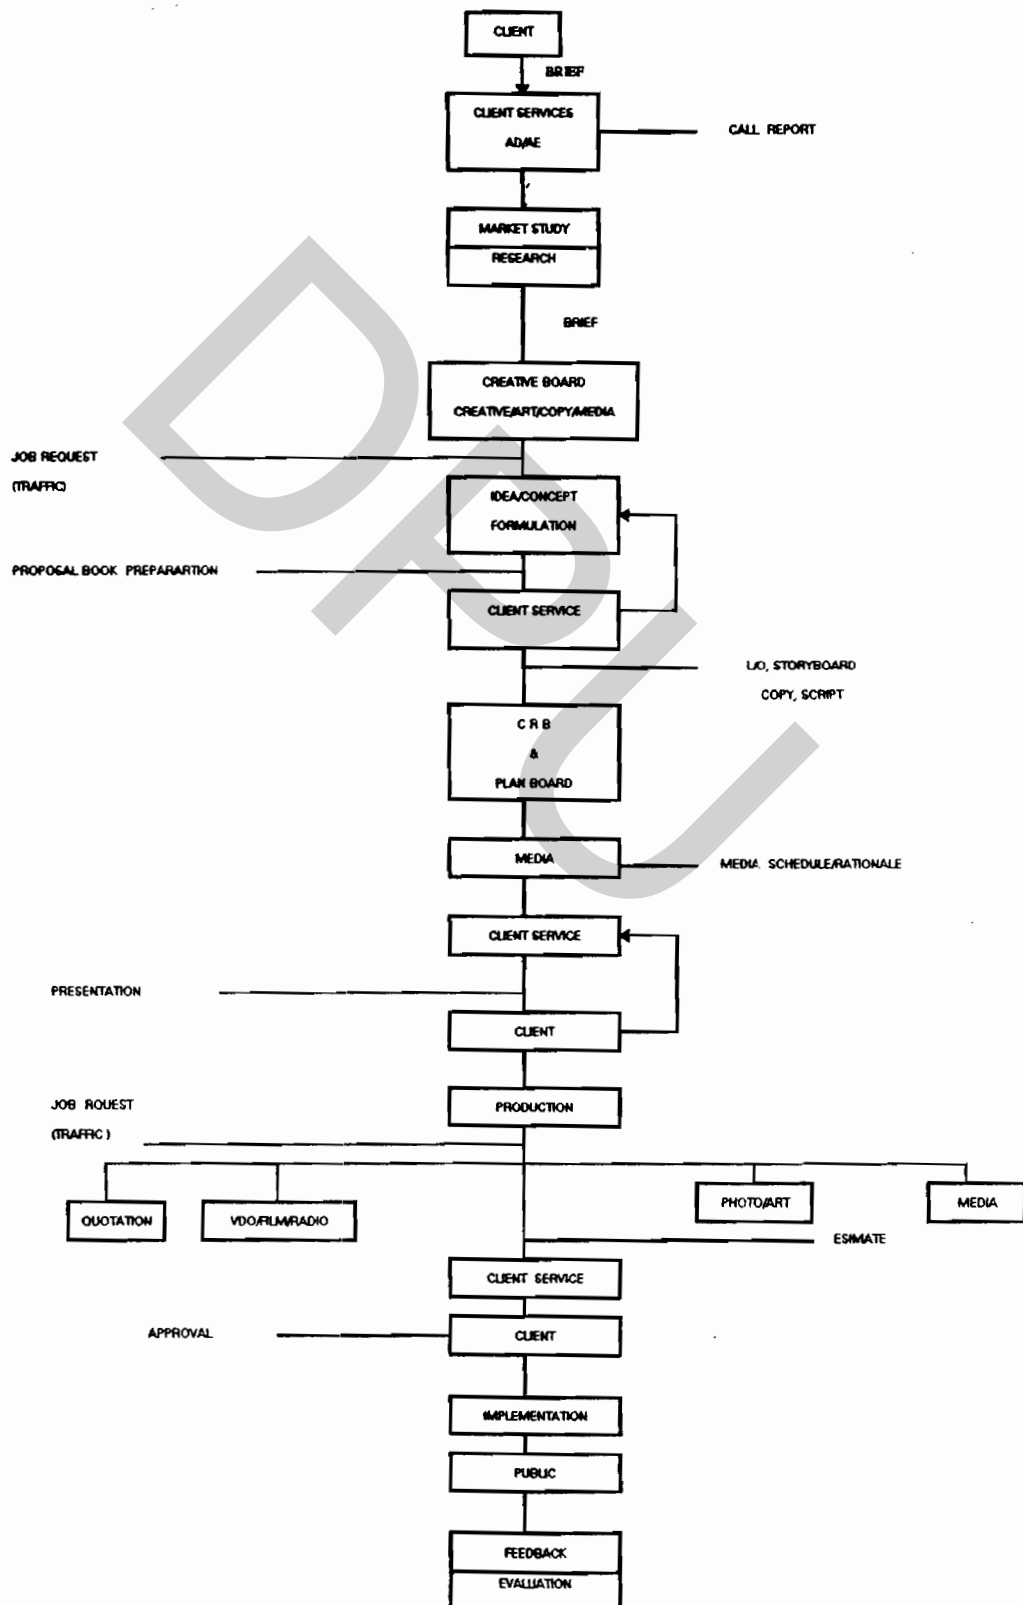 CLIENT
BRIEF
CLIENT SERVICES
AD/AE
CALL REPORT
MARKET STUDY
RESEARCH
BRIEF
CREATIVE BOARD
CREATIVE/ART/COPY/MEDIA
JOB REQUEST
(TRAFFIC)
IDEA/CONCEPT
FORMULATION
PROPOSAL BOOK PREPARARTION
CLIENT SERVICE
L/O, STORYBOARD
COPY, SCRIPT
C R B
&
PLAN BOARD
MEDIA
MEDIA SCHEDULE/RATIONALE
CLIENT SERVICE
PRESENTATION
CLIENT
PRODUCTION
JOB ROUEST
(TRAFFIC )
QUOTATION
VDO/FILM/RADIO
PHOTO/ART
MEDIA
ESIMATE
CLIENT SERVICE
APPROVAL
CLIENT
IMPLEMENTATION
PUBLIC
FEEDBACK
EVALUATION
DPU